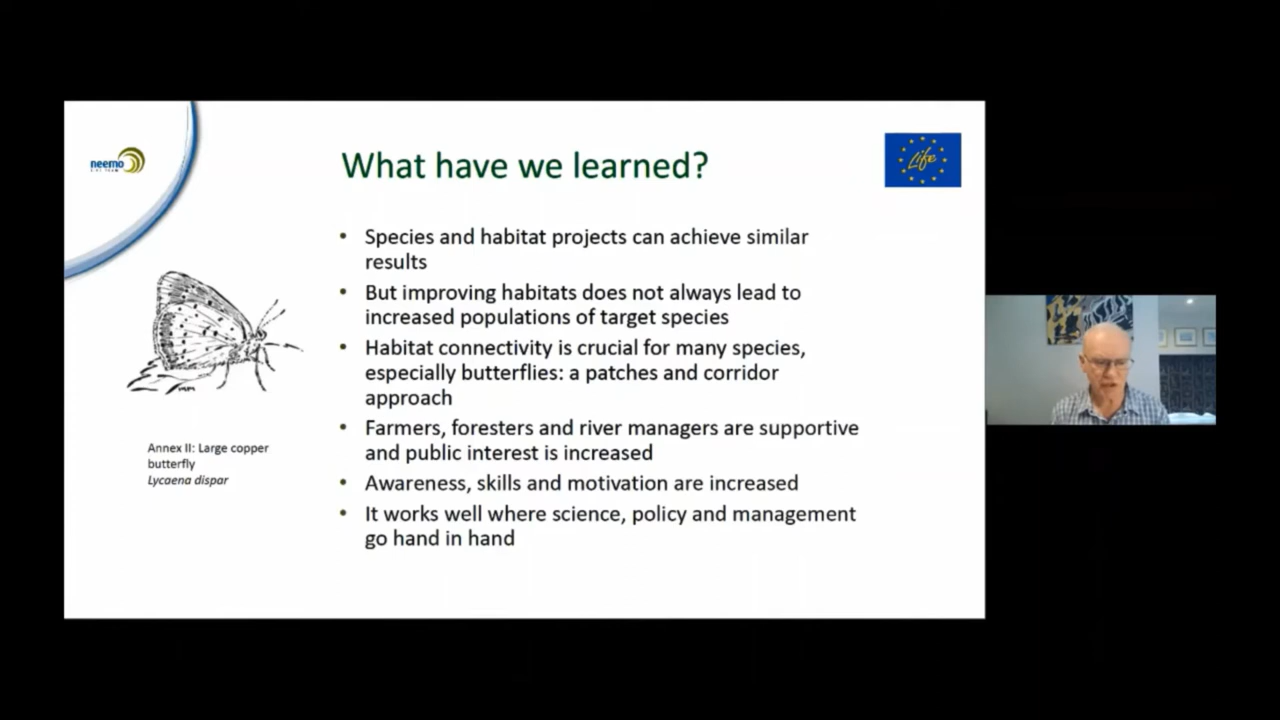 neemo
What have we learned?
Life
• Species and habitat projects can achieve similar
results
• But improving habitats does not always lead to
increased populations of target species
• Habitat connectivity is crucial for many species,
especially butterflies: a patches and corridor
approach
• Farmers, foresters and river managers are supportive
and public interest is increased
• Awareness, skills and motivation are increased
• It works well where science, policy and management
go hand in hand
Annex II: Large copper
butterfly
Lycaena dispar